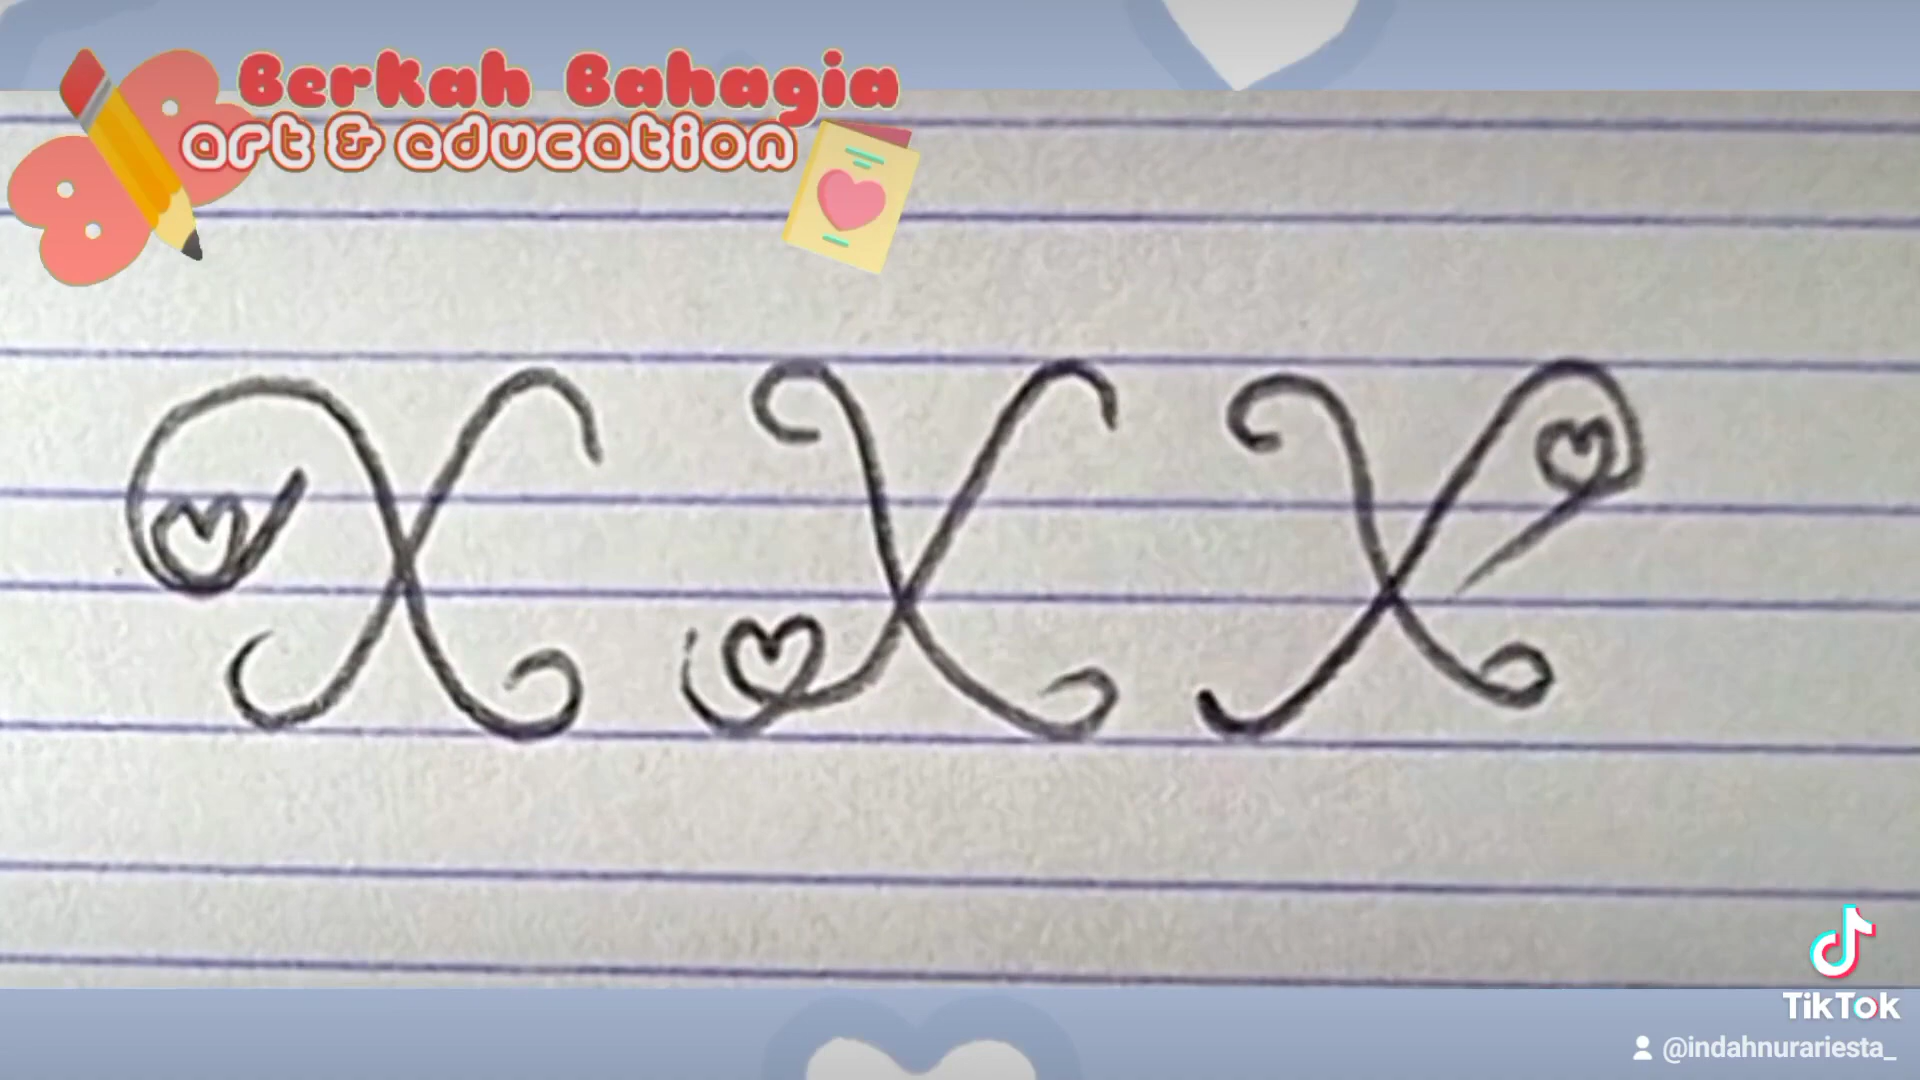 Berkah Bahagia
art & education
X X X
TikTok
@indahnurariesta_